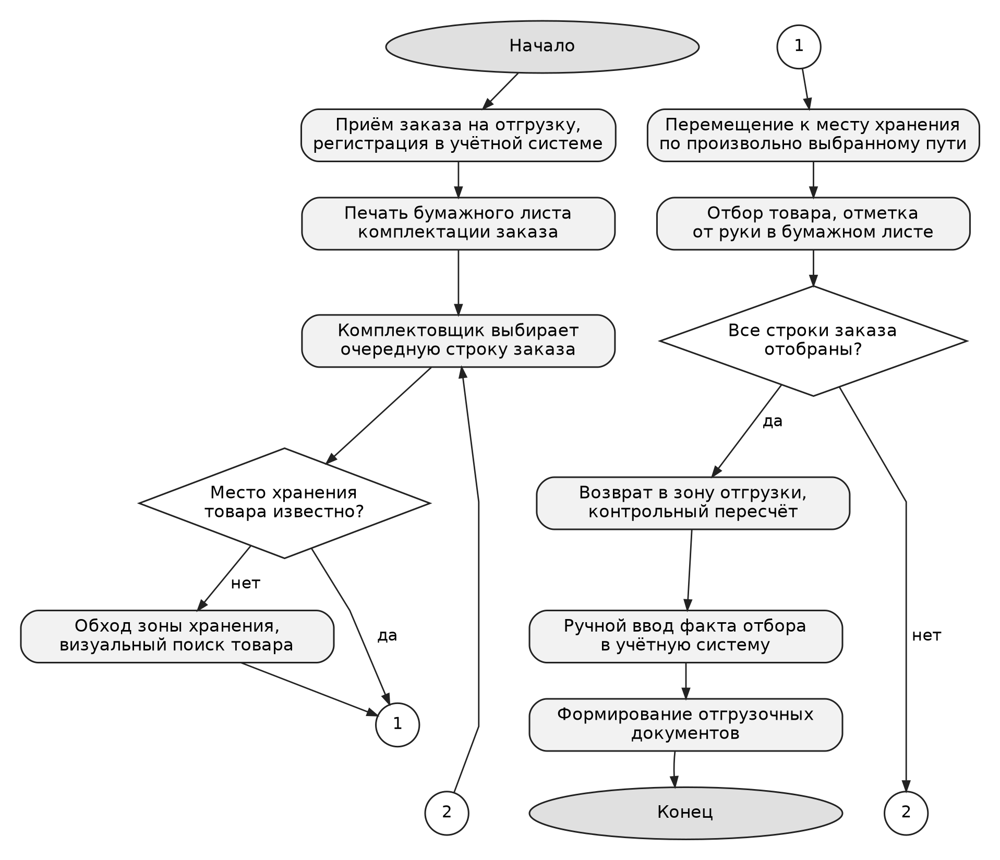 Начало
Приём заказа на отгрузку,
регистрация в учётной системе
Печать бумажного листа
комплектации заказа
Комплектовщик выбирает
очередную строку заказа
Место хранения
товара известно?
нет
да
Обход зоны хранения,
визуальный поиск товара
1
2
1
Перемещение к месту хранения
по произвольно выбранному пути
Отбор товара, отметка
от руки в бумажном листе
Все строки заказа
отобраны?
да
нет
Возврат в зону отгрузки,
контрольный пересчёт
Ручной ввод факта отбора
в учётную систему
Формирование отгрузочных
документов
Конец
2